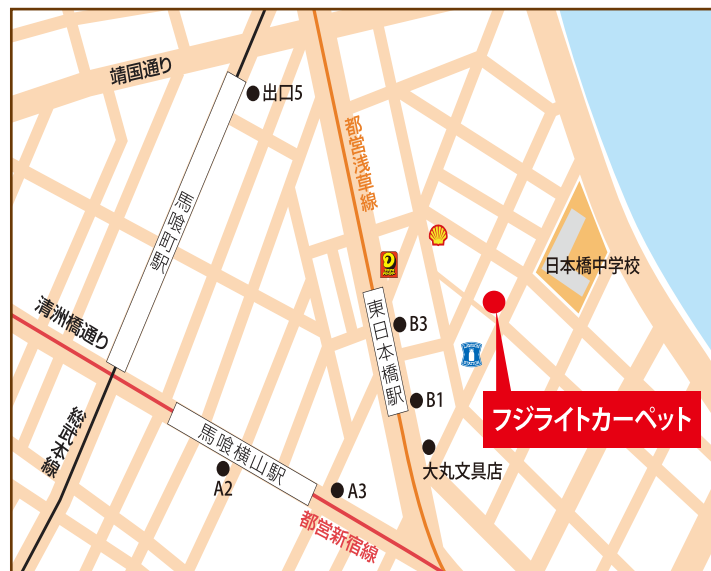 靖国通り
出口5
都営浅草線
馬喰町駅
日本橋中学校
清洲橋通り
東日本橋駅
B3
B1
フジライトカーペット
総武本線
馬喰横山駅
大丸文具店
A2
A3
都営新宿線